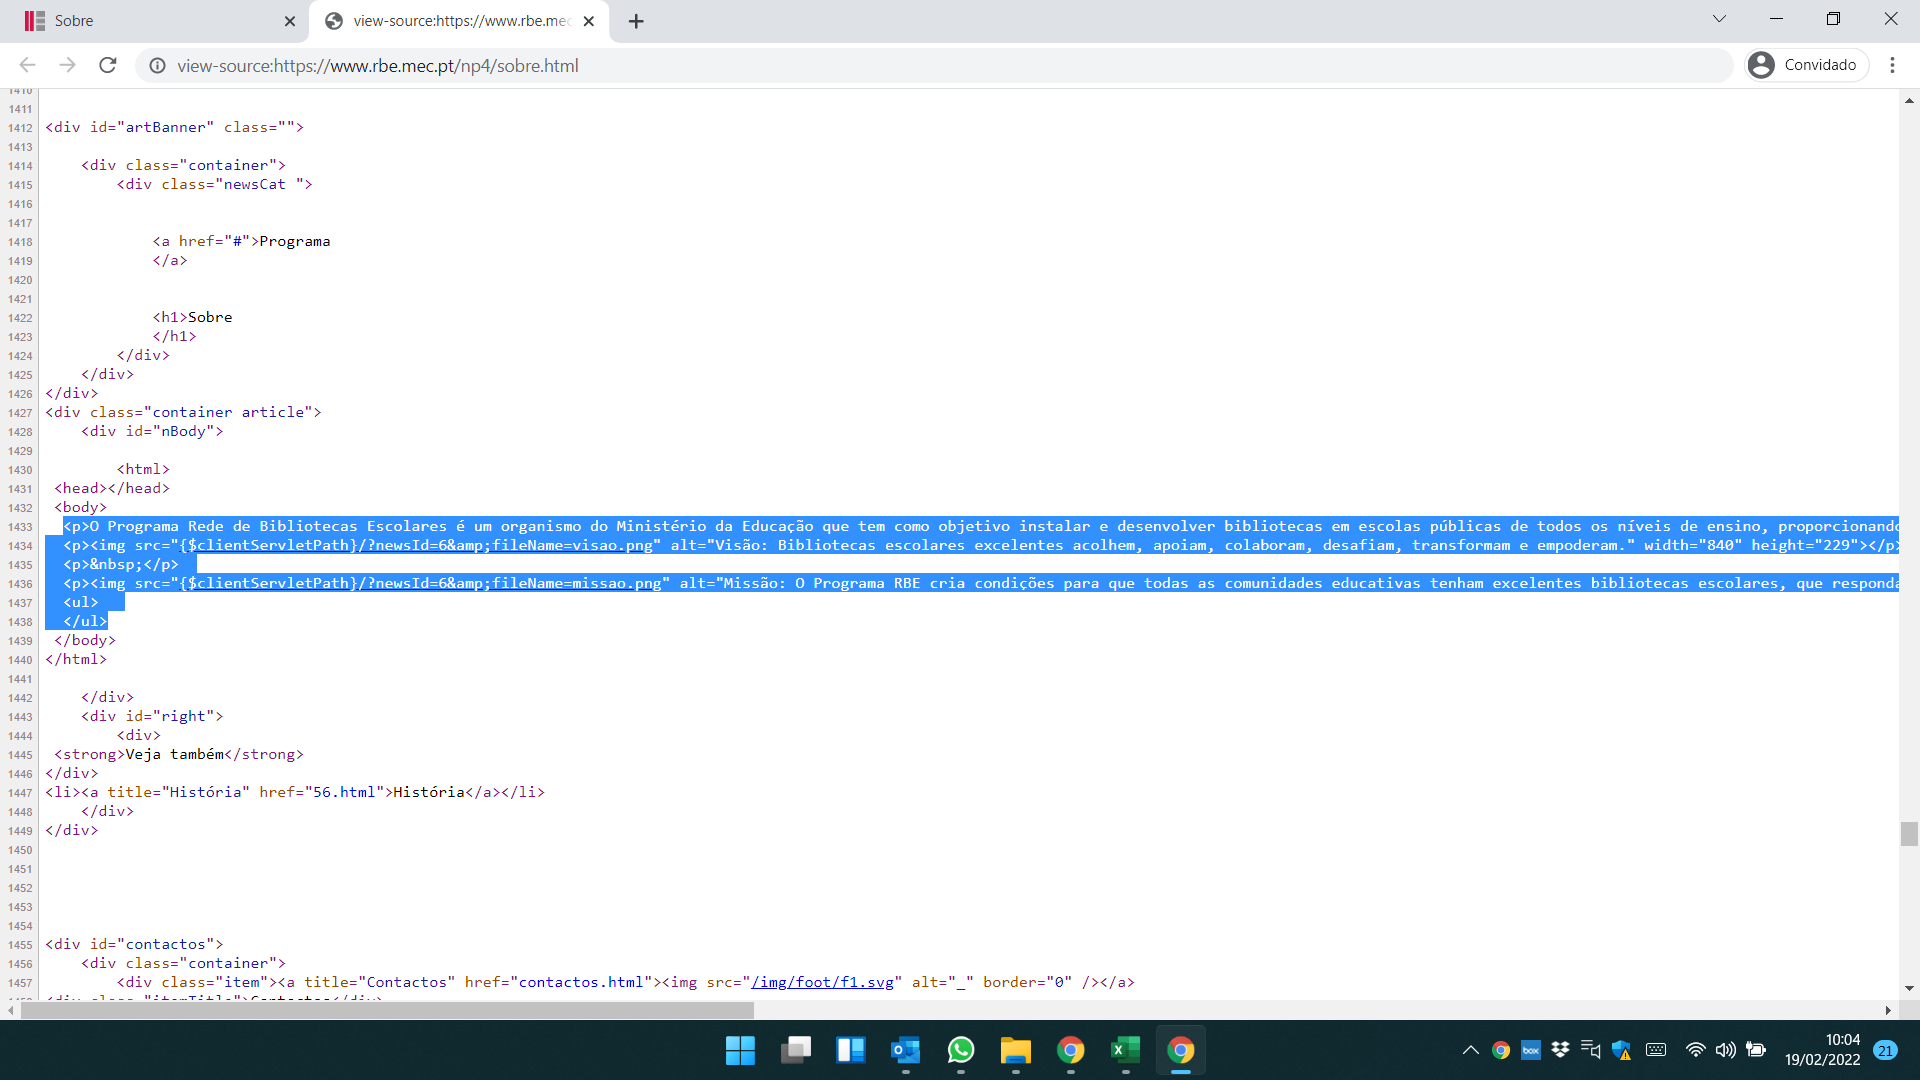 Sobre
view-source:https://www.rbe.mec
view-source:https://www.rbe.mec.pt/np4/sobre.html
Convidado
1410
1411
1412 <div id="artBanner" class="">
1413
1414 <div class="container">
1415 <div class="newsCat ">
1416
1417
1418 <a href="#">Programa
1419 </a>
1420
1421
1422 <h1>Sobre
1423 </h1>
1424 </div>
1425 </div>
1426 </div>
1427 <div class="container article">
1428 <div id="nBody">
1429
1430 <html>
1431 <head></head>
1432 <body>
1433 <p>O Programa Rede de Bibliotecas Escolares é um organismo do Ministério da Educação que tem como objetivo instalar e desenvolver bibliotecas em escolas públicas de todos os níveis de ensino, proporcionando
1434 <p><img src="{$clientServletPath}/?newsId=6&amp;fileName=visao.png" alt="Visão: Bibliotecas escolares excelentes acolhem, apoiam, colaboram, desafiam, transformam e empoderam." width="840" height="229"></p>
1435 <p>&nbsp;</p>
1436 <p><img src="{$clientServletPath}/?newsId=6&amp;fileName=missao.png" alt="Missão: O Programa RBE cria condições para que todas as comunidades educativas tenham excelentes bibliotecas escolares, que responda
1437 <ul>
1438 </ul>
1439 </body>
1440 </html>
1441
1442 </div>
1443 <div id="right">
1444 <div>
1445 <strong>Veja também</strong>
1446 </div>
1447 <li><a title="História" href="56.html">História</a></li>
1448 </div>
1449 </div>
1450
1451
1452
1453
1454
1455 <div id="contactos">
1456 <div class="container">
1457 <div class="item"><a title="Contactos" href="contactos.html"><img src="/img/foot/f1.svg" alt="_" border="0" /></a>
1458 <div class="itemTitle">Contactos</div>
box
10:04
19/02/2022
21